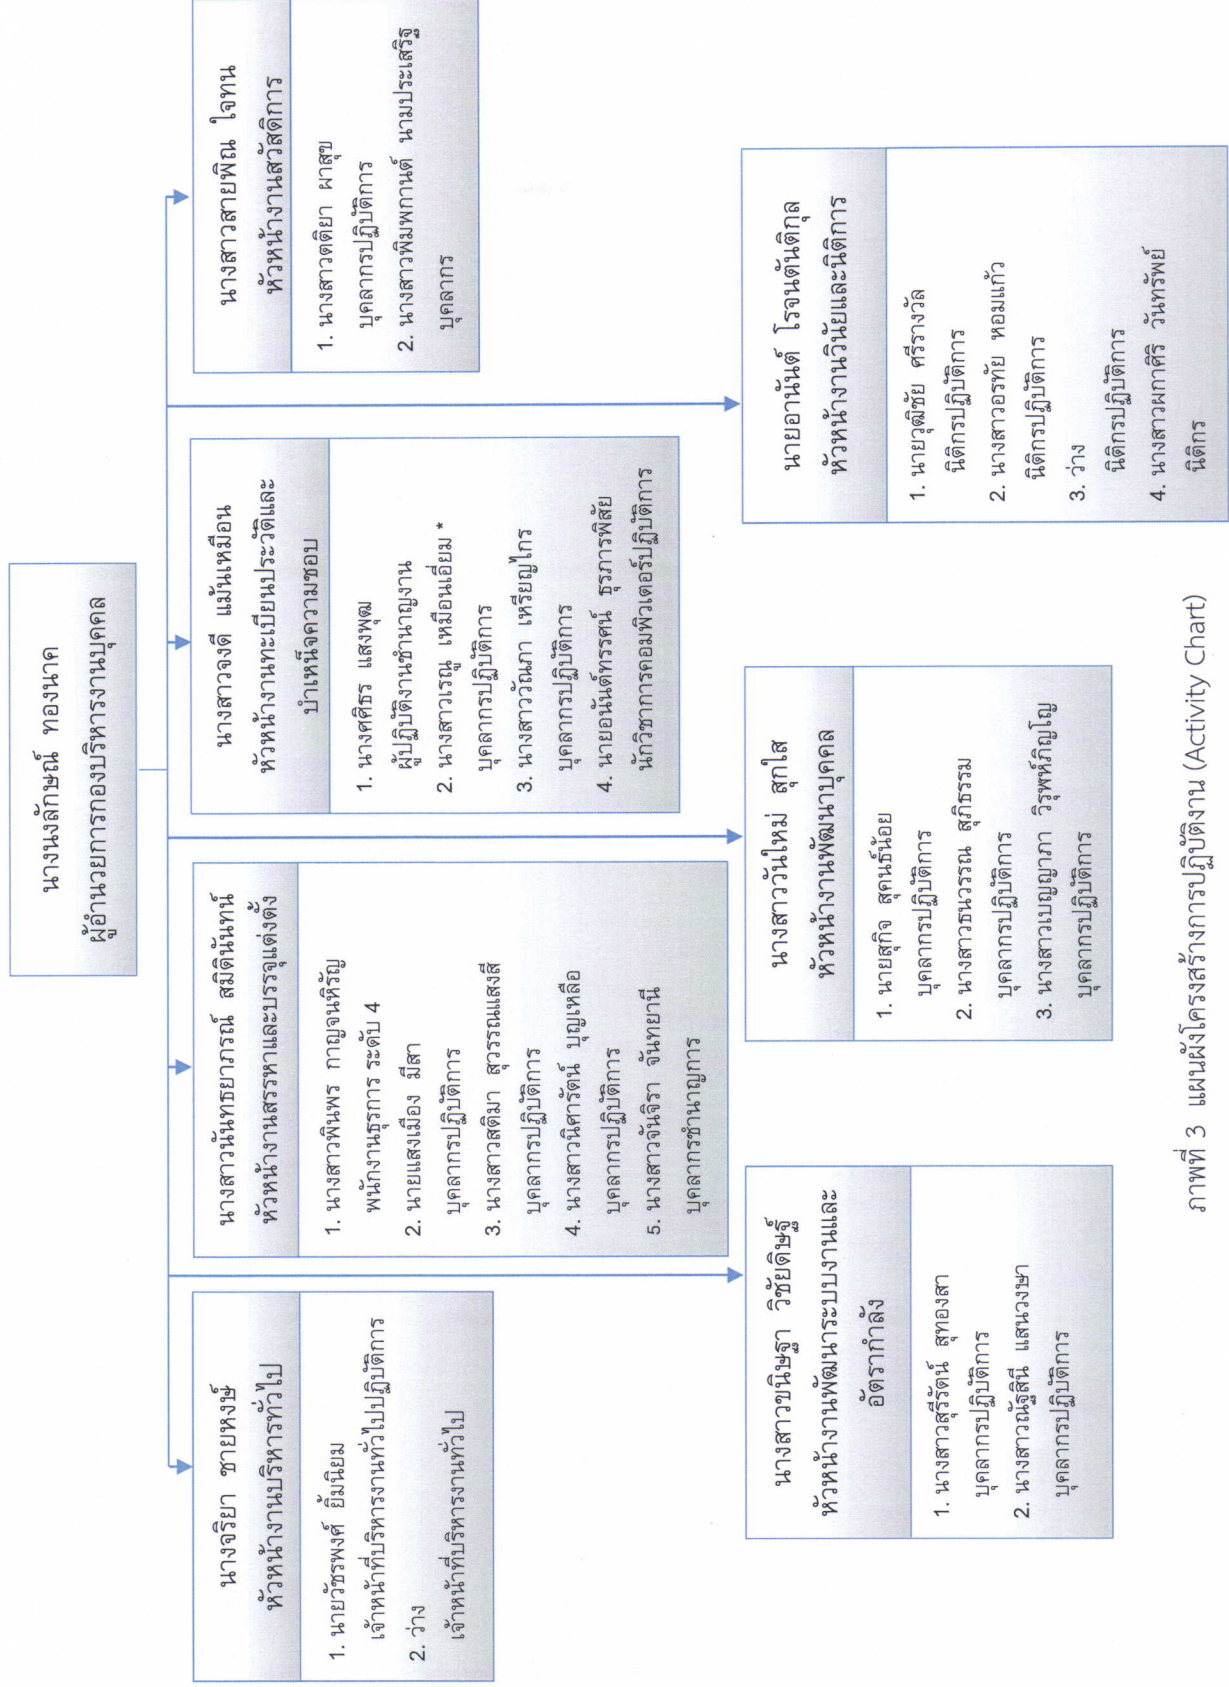 นางนงลักษณ์ ทองนาค
ผู้อำนวยการกองบริหารงานบุคคล
นางจริยา ชายหงษ์
หัวหน้างานบริหารทั่วไป
1. นายวัชรพงศ์ ยิ้มนิยม
เจ้าหน้าที่บริหารงานทั่วไปปฏิบัติการ
2. ว่าง
เจ้าหน้าที่บริหารงานทั่วไป
นางสาวนันทธยาภรณ์ สมิตินันทน์
หัวหน้างานสรรหาและบรรจุแต่งตั้ง
1. นางสาวพินพร กาญจนหิรัญ
พนักงานธุรการ ระดับ 4
2. นายแสงเมือง มีสา
บุคลากรปฏิบัติการ
3. นางสาวสติมา สุวรรณแสงสี
บุคลากรปฏิบัติการ
4. นางสาวนิศารัตน์ บุญเหลือ
บุคลากรปฏิบัติการ
5. นางสาวจันจิรา จันทยานี
บุคลากรชำนาญการ
นางสาวจงดี แม้นเหมือน
หัวหน้างานทะเบียนประวัติและ
บำเหน็จความชอบ
1. นางศศิธร แสงพุฒ
ผู้ปฏิบัติงานชำนาญงาน
2. นางสาวเรณู เหมือนเอี่ยม *
บุคลากรปฏิบัติการ
3. นางสาววัณภา เหรียญไกร
บุคลากรปฏิบัติการ
4. นายอนันต์ทรรศน์ ธุรภารพิสัย
นักวิชาการคอมพิวเตอร์ปฏิบัติการ
นางสาวสายพิณ ใจทน
หัวหน้างานสวัสดิการ
1. นางสาวตติยา ผาสุข
บุคลากรปฏิบัติการ
2. นางสาวพิมพกานต์ นามประเสริฐ
บุคลากร
นางสาวขนิษฐา วิชัยดิษฐ์
หัวหน้างานพัฒนาระบบงานและ
อัตรากำลัง
1. นางสาวสุรีรัตน์ สุทองสา
บุคลากรปฏิบัติการ
2. นางสาวณัฐสินี แสนวงษา
บุคลากรปฏิบัติการ
นางสาววันใหม่ สุกใส
หัวหน้างานพัฒนาบุคคล
1. นายสุกิจ สุคนธ์น้อย
บุคลากรปฏิบัติการ
2. นางสาวธนวรรณ สุภิธรรม
บุคลากรปฏิบัติการ
3. นางสาวเบญญาภา วิรุพห์ภิญโญ
บุคลากรปฏิบัติการ
นายอานันต์ โรจนตันติกุล
หัวหน้างานวินัยและนิติการ
1. นายวุฒิชัย ศรีรางวัล
นิติกรปฏิบัติการ
2. นางสาวอรทัย หอมแก้ว
นิติกรปฏิบัติการ
3. ว่าง
นิติกรปฏิบัติการ
4. นางสาวผกาศิริ วันทรัพย์
นิติกร
ภาพที่ 3 แผนผังโครงสร้างการปฏิบัติงาน (Activity Chart)